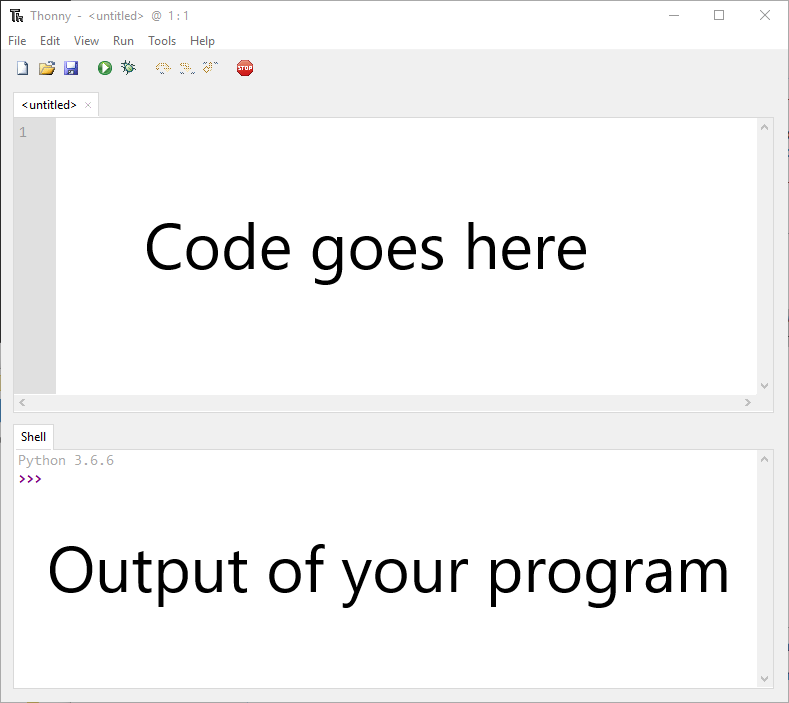 Thonny - <untitled> @ 1:1
File Edit View Run Tools Help
STOP
<untitled>
1
Code goes here
Shell
Python 3.6.6
>>>
Output of your program